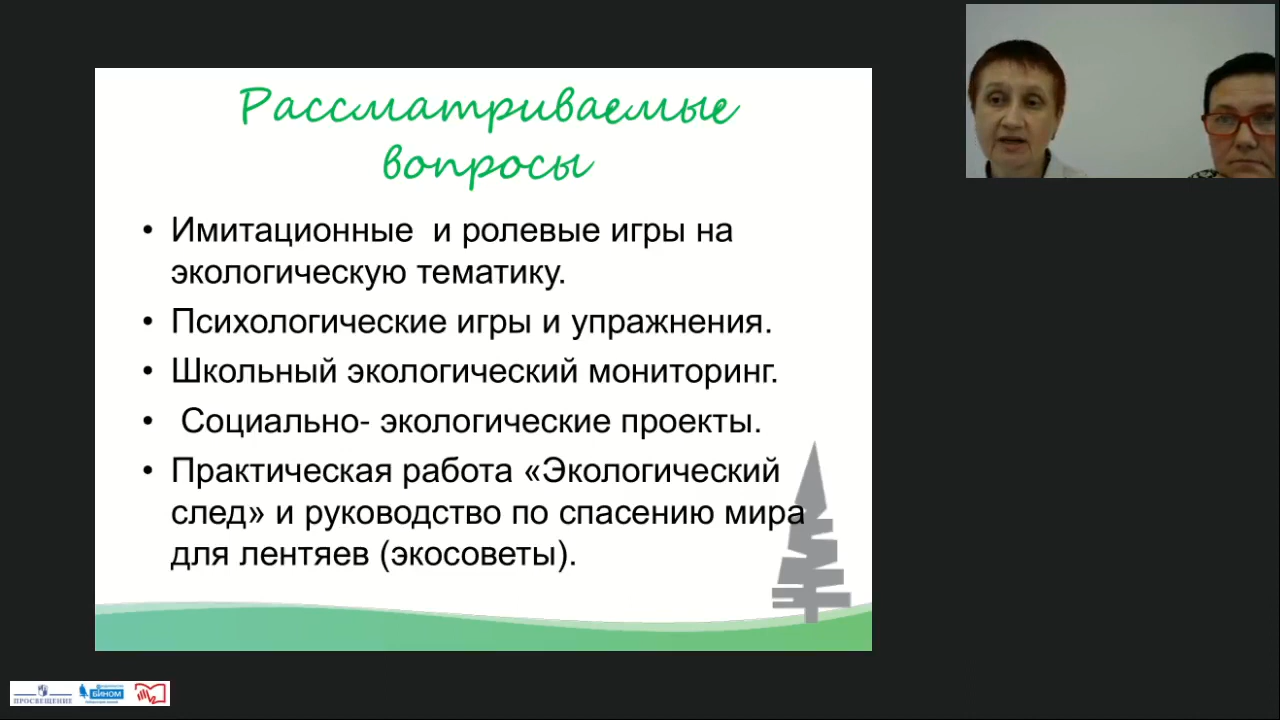 Рассматриваемые
вопросы
• Имитационные  и ролевые игры на
экологическую тематику.
• Психологические игры и упражнения.
• Школьный экологический мониторинг.
•  Социально- экологические проекты.
• Практическая работа «Экологический
след» и руководство по спасению мира
для лентяев (экосоветы).
ПРОСВЕЩЕНИЕ
БИНОМ